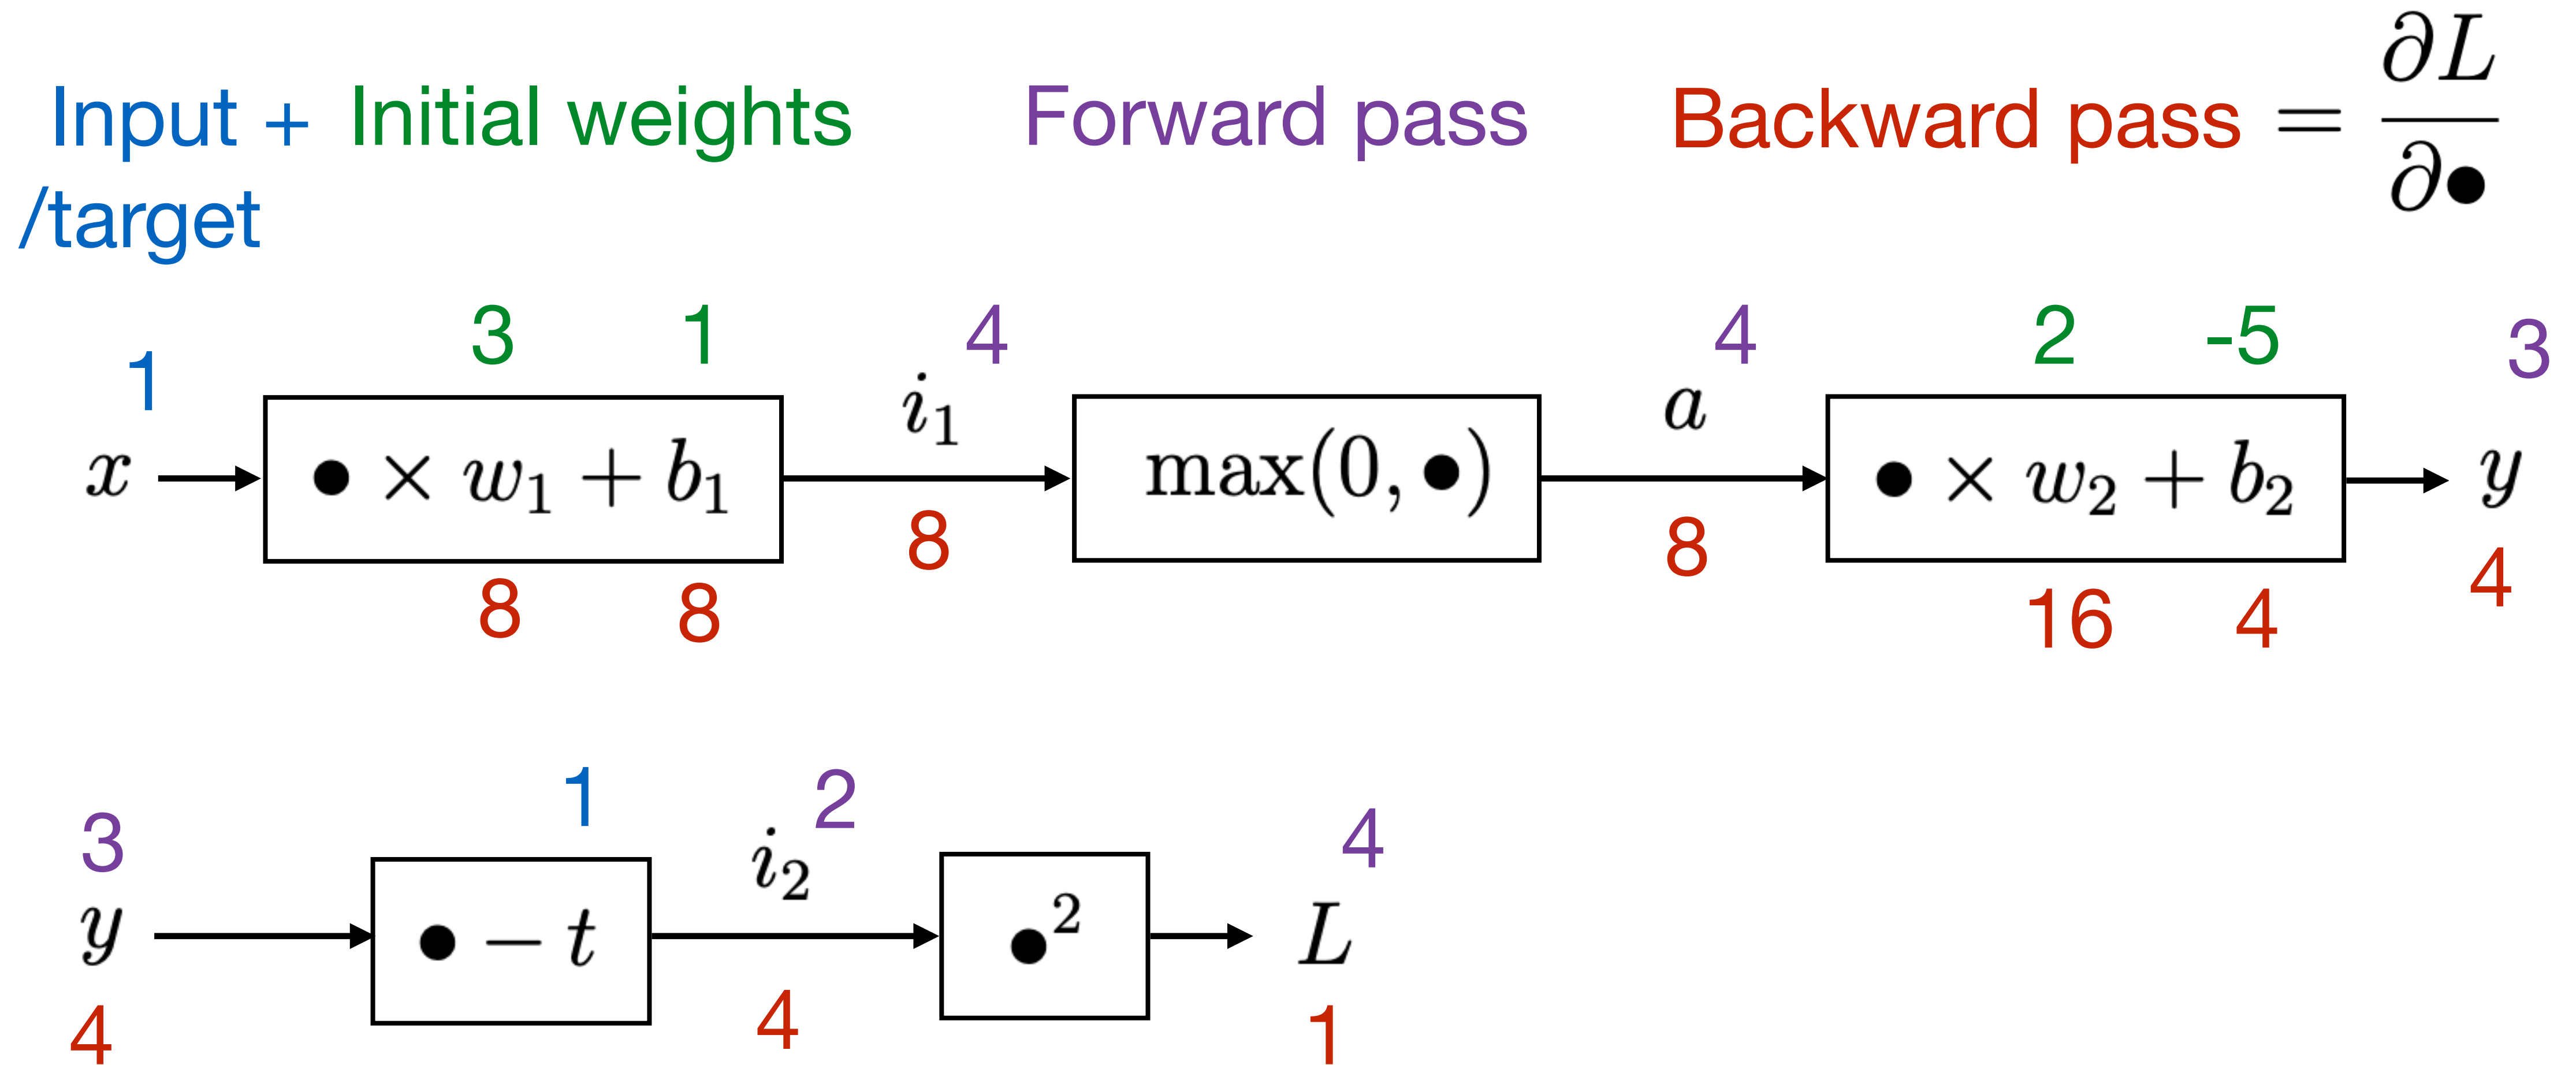 Input + Initial weights Forward pass Backward pass = ∂L/∂●
/target
3 1 4 4 2 -5 3
1 i₁ a
x ● × w₁ + b₁ max(0, ●) ● × w₂ + b₂ y
8 8 4
8 8 16 4
1 2 4
3 i₂
y ● − t ●² L
4 4 1